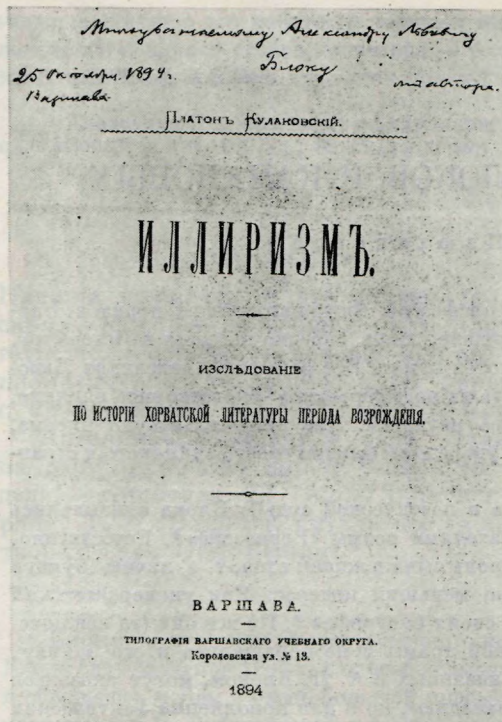 Многоуважаемому Александру Львовичу
Блоку
25 октября 1894 г.
Варшава.
от автора.
Платонъ Кулаковскій.
ИЛЛИРИЗМЪ.
ИЗСЛѢДОВАНІЕ
ПО ИСТОРІИ ХОРВАТСКОЙ ЛИТЕРАТУРЫ ПЕРІОДА ВОЗРОЖДЕНІЯ.
ВАРШАВА.
ТИПОГРАФІЯ ВАРШАВСКАГО УЧЕБНАГО ОКРУГА.
Королевская ул. № 13.
1894